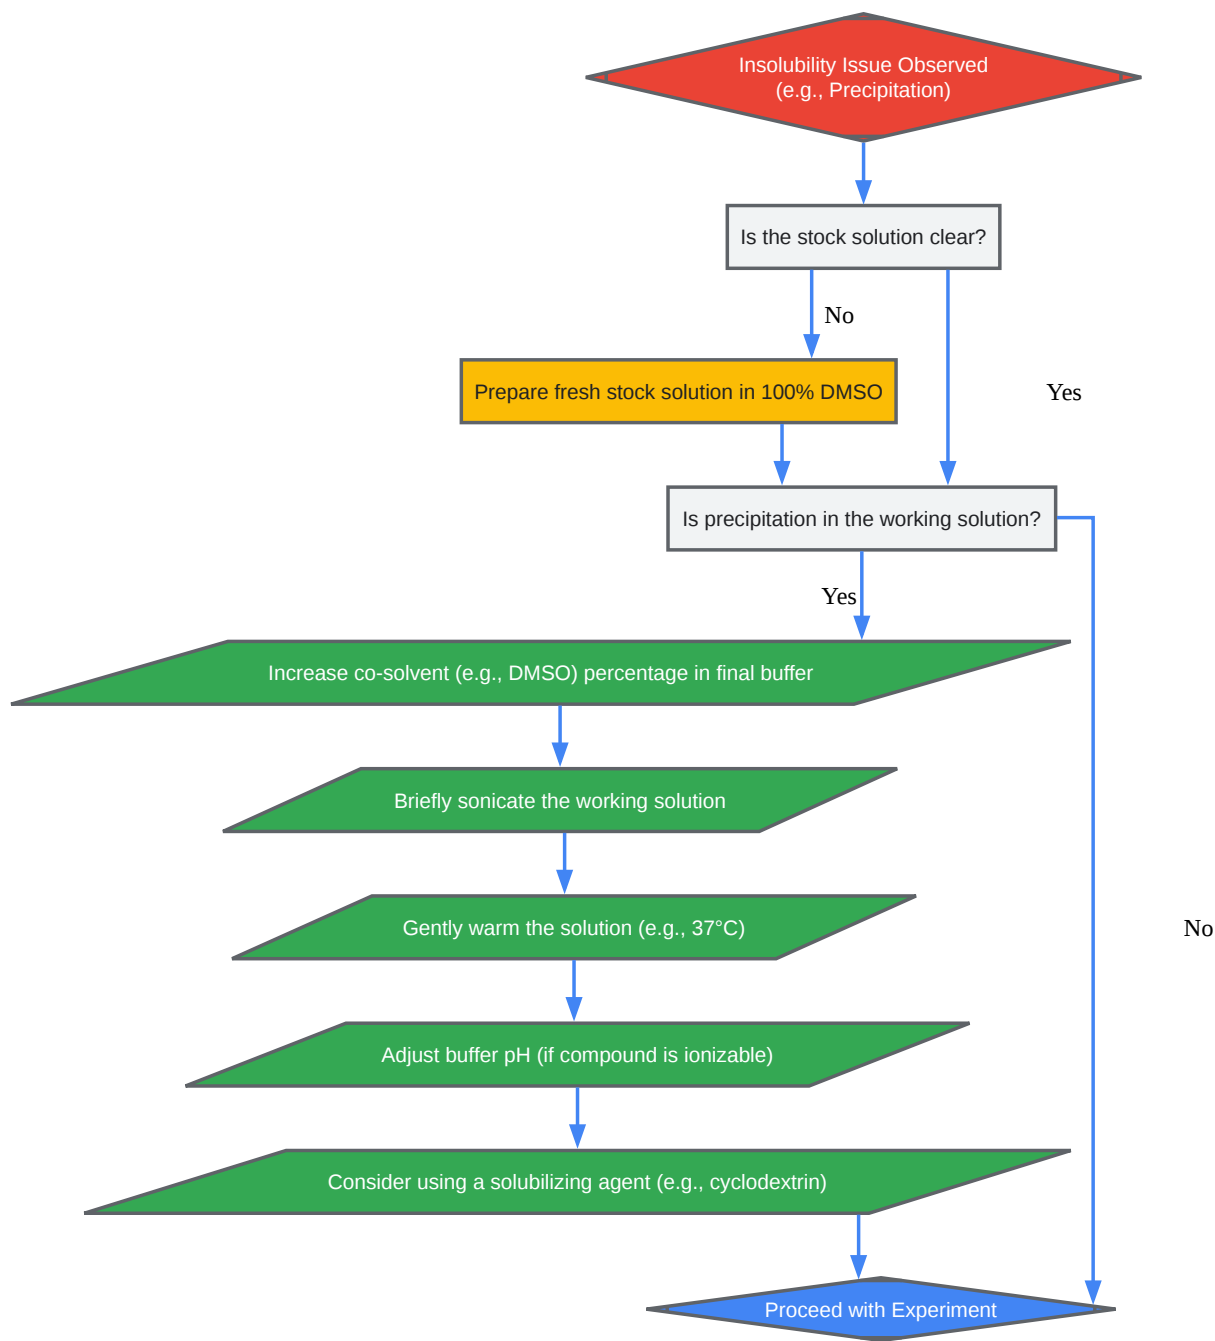 Insolubility Issue Observed
(e.g., Precipitation)
Is the stock solution clear?
No
Yes
Prepare fresh stock solution in 100% DMSO
Is precipitation in the working solution?
Yes
No
Increase co-solvent (e.g., DMSO) percentage in final buffer
Briefly sonicate the working solution
Gently warm the solution (e.g., 37°C)
Adjust buffer pH (if compound is ionizable)
Consider using a solubilizing agent (e.g., cyclodextrin)
Proceed with Experiment